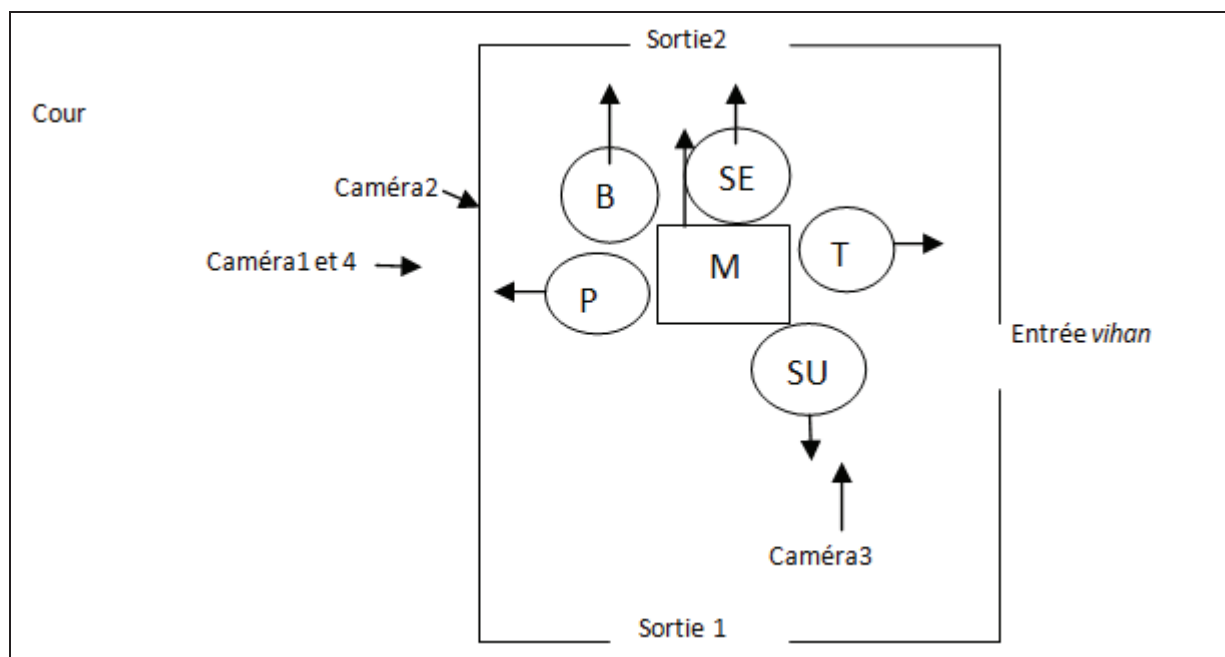 Sortie2
Cour
Caméra2
B
SE
Caméra1 et 4
T
M
P
Entrée vihan
SU
Caméra3
Sortie 1